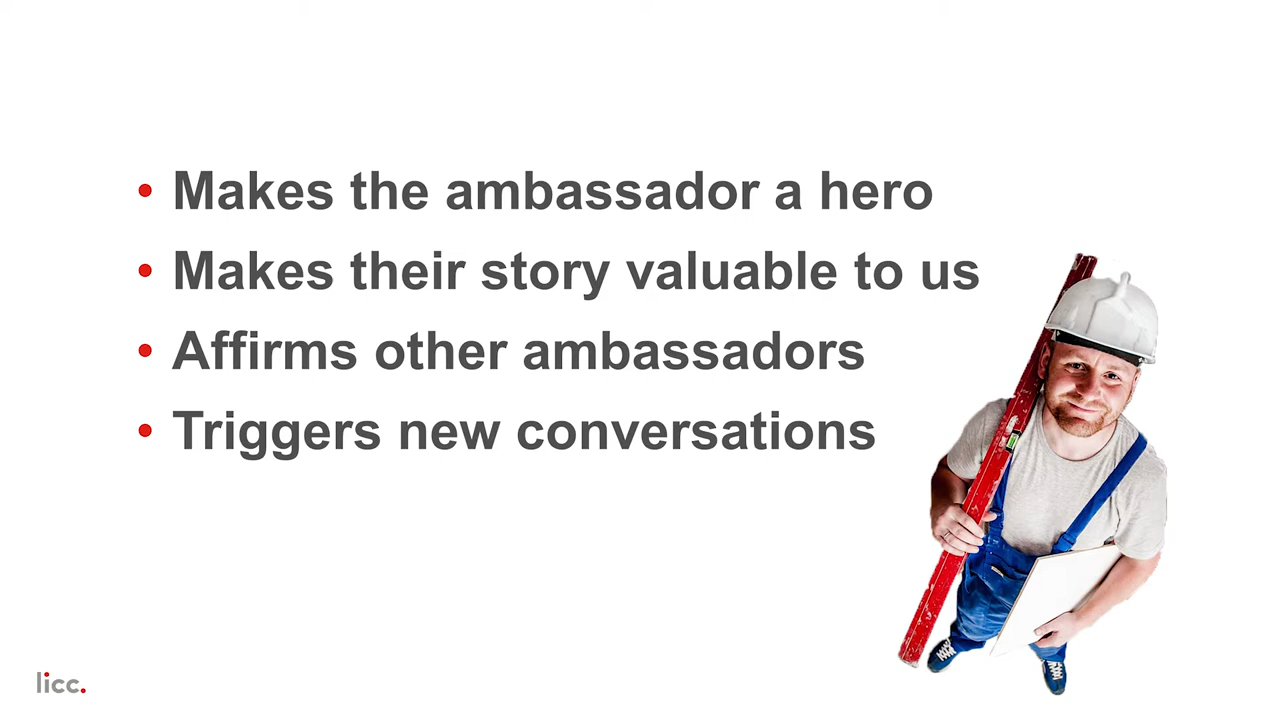 • Makes the ambassador a hero
• Makes their story valuable to us
• Affirms other ambassadors
• Triggers new conversations
licc.